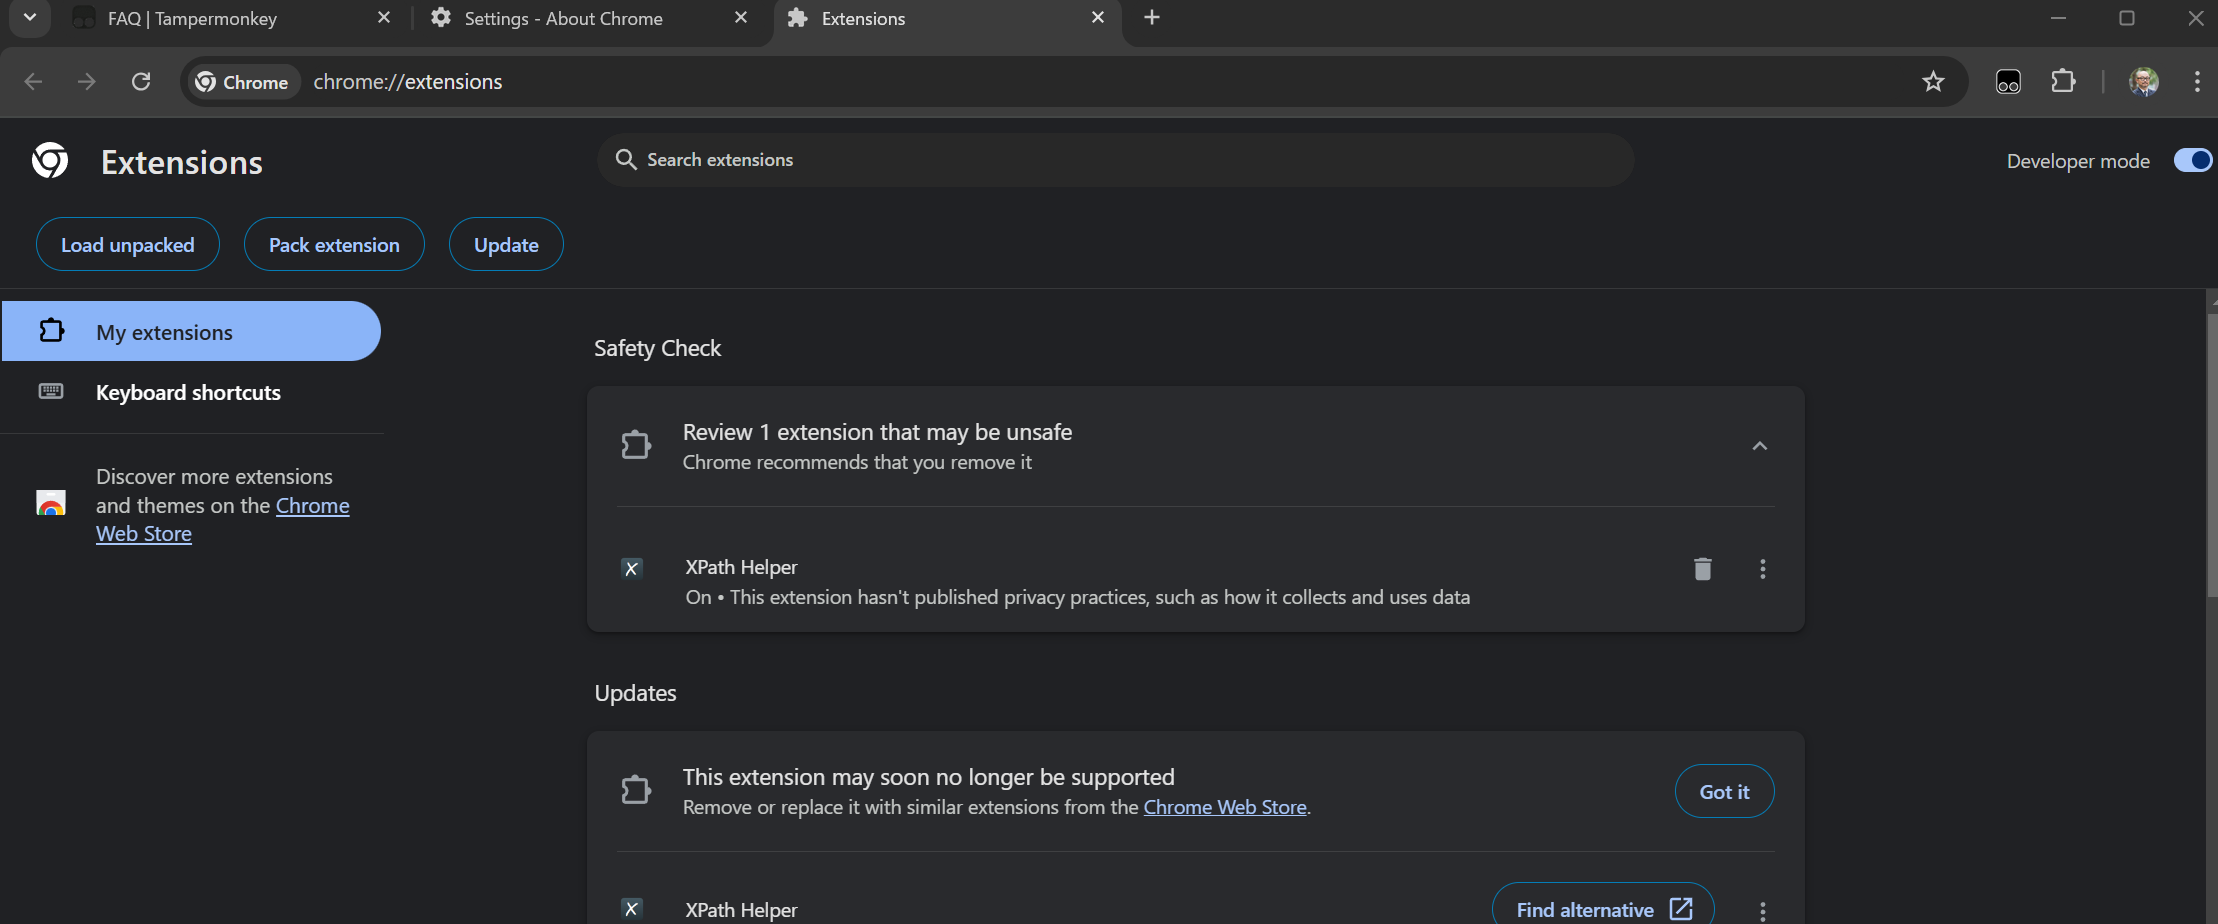 FAQ | Tampermonkey
Settings - About Chrome
Extensions
Chrome
chrome://extensions
Extensions
Search extensions
Developer mode
Load unpacked
Pack extension
Update
My extensions
Keyboard shortcuts
Discover more extensions
and themes on the Chrome
Web Store
Safety Check
Review 1 extension that may be unsafe
Chrome recommends that you remove it
XPath Helper
On • This extension hasn't published privacy practices, such as how it collects and uses data
Updates
This extension may soon no longer be supported
Remove or replace it with similar extensions from the Chrome Web Store.
Got it
XPath Helper
Find alternative